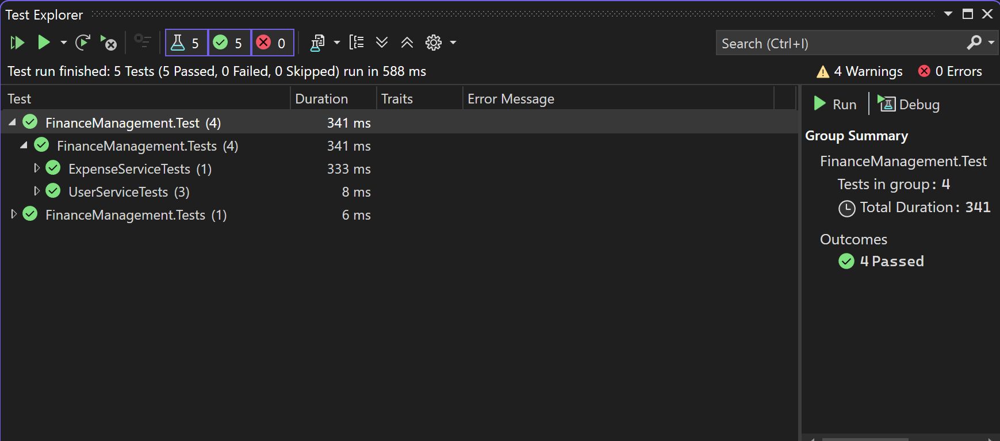 Test Explorer
5 5 0
Search (Ctrl+I)
Test run finished: 5 Tests (5 Passed, 0 Failed, 0 Skipped) run in 588 ms
4 Warnings 0 Errors
Test Duration Traits Error Message
FinanceManagement.Test (4) 341 ms
FinanceManagement.Tests (4) 341 ms
ExpenseServiceTests (1) 333 ms
UserServiceTests (3) 8 ms
FinanceManagement.Tests (1) 6 ms
Run Debug
Group Summary
FinanceManagement.Test
Tests in group: 4
Total Duration: 341
Outcomes
4 Passed